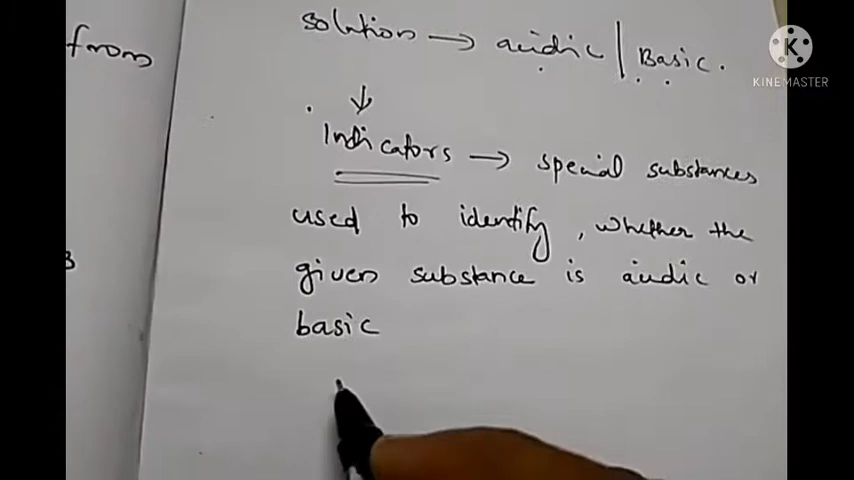 from
solution → acidic | Basic.
↓
Indicators → special substances
used to identify, whether the
given substance is acidic or
basic
K
KINEMASTER